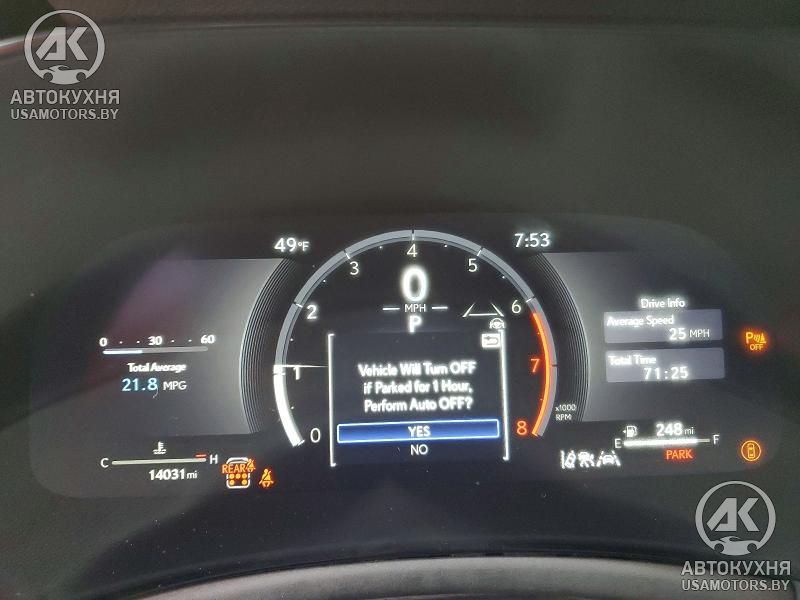 AK
АВТОКУХНЯ
USAMOTORS.BY
49°F
7:53
0 30 60
Total Average
21.8 MPG
C H
14031 mi
REAR
0 1 2 3 4 5 6 7 8
x1000
RPM
0
MPH
P
Vehicle Will Turn OFF
if Parked for 1 Hour,
Perform Auto OFF?
YES
NO
Drive Info
Average Speed
25 MPH
Total Time
71:25
P OFF
248 mi
E F
PARK
AK
АВТОКУХНЯ
USAMOTORS.BY